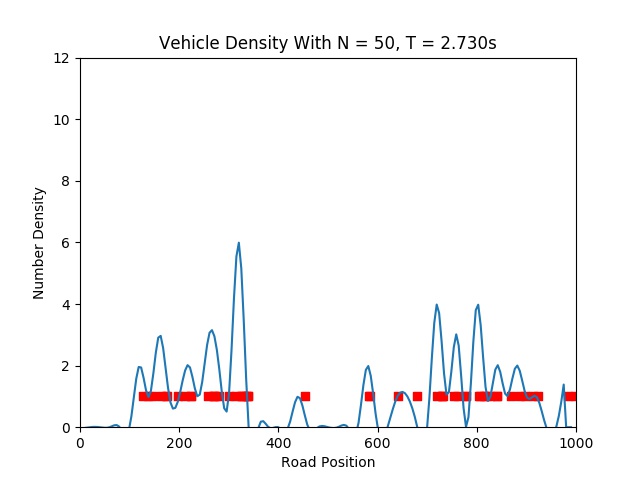 Vehicle Density With N = 50, T = 2.730s
12
10
8
6
4
2
0
Number Density
0 200 400 600 800 1000
Road Position